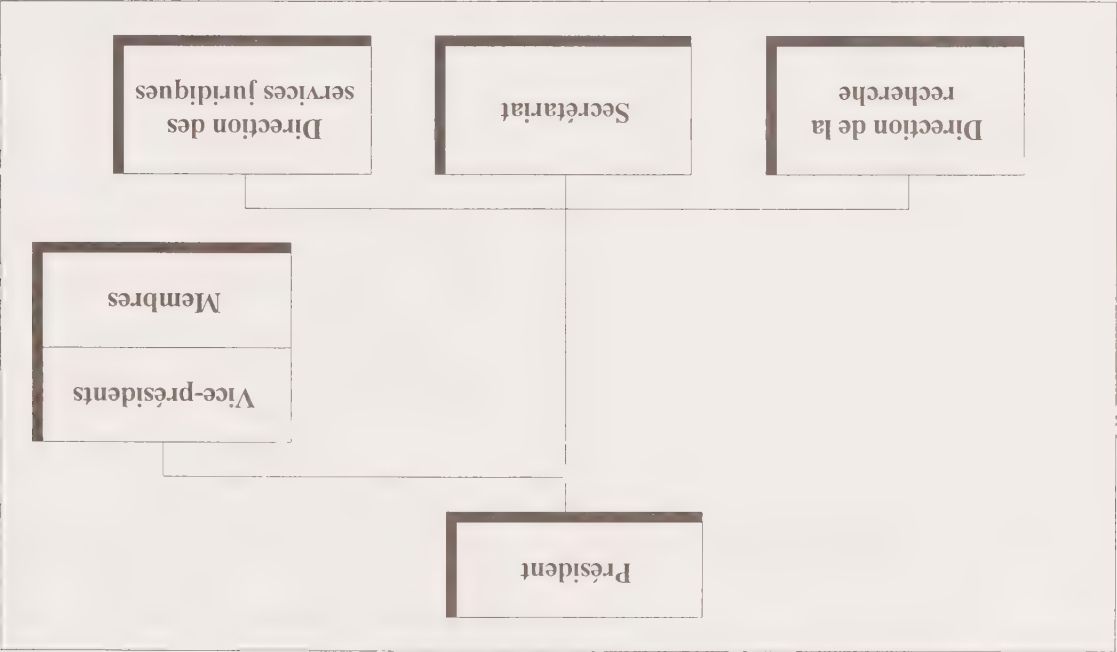 Président
Vice-présidents
Membres
Direction de la
recherche
Secrétariat
Direction des
services juridiques